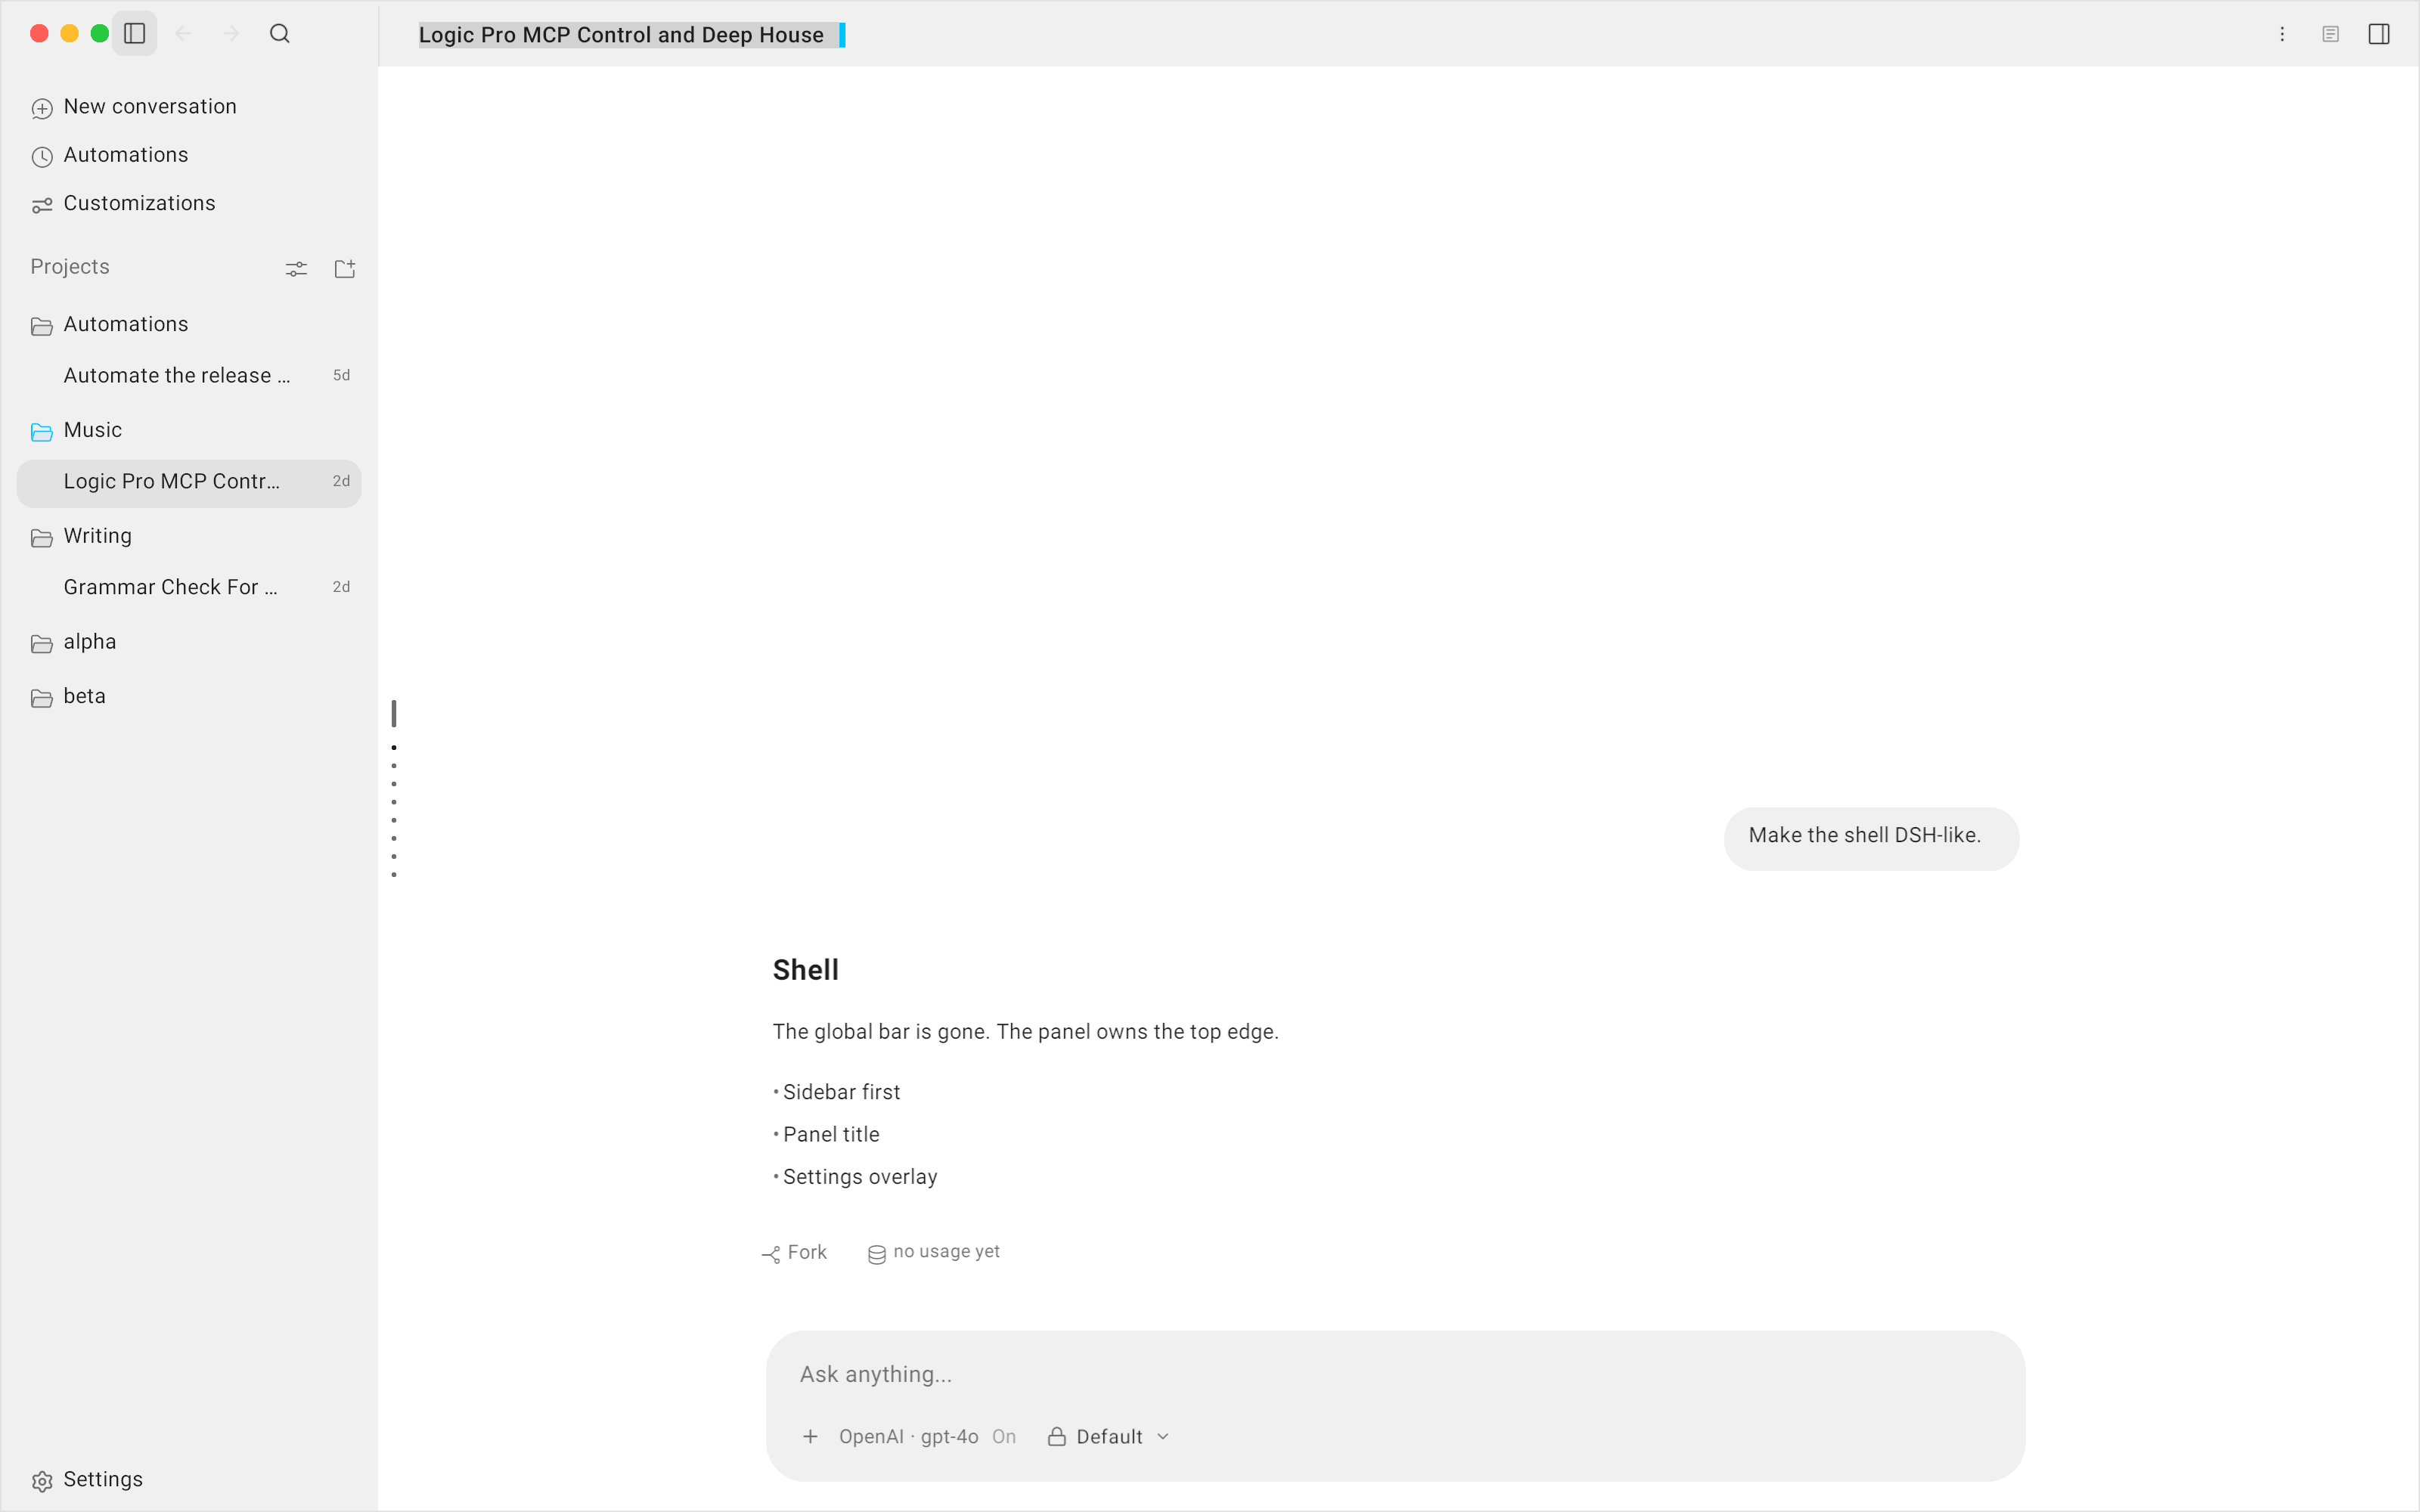 Logic Pro MCP Control and Deep House
New conversation
Automations
Customizations
Projects
Automations
Automate the release ... 5d
Music
Logic Pro MCP Contr... 2d
Writing
Grammar Check For ... 2d
alpha
beta
Settings
Make the shell DSH-like.
Shell
The global bar is gone. The panel owns the top edge.
• Sidebar first
• Panel title
• Settings overlay
Fork no usage yet
Ask anything...
OpenAI · gpt-4o On Default